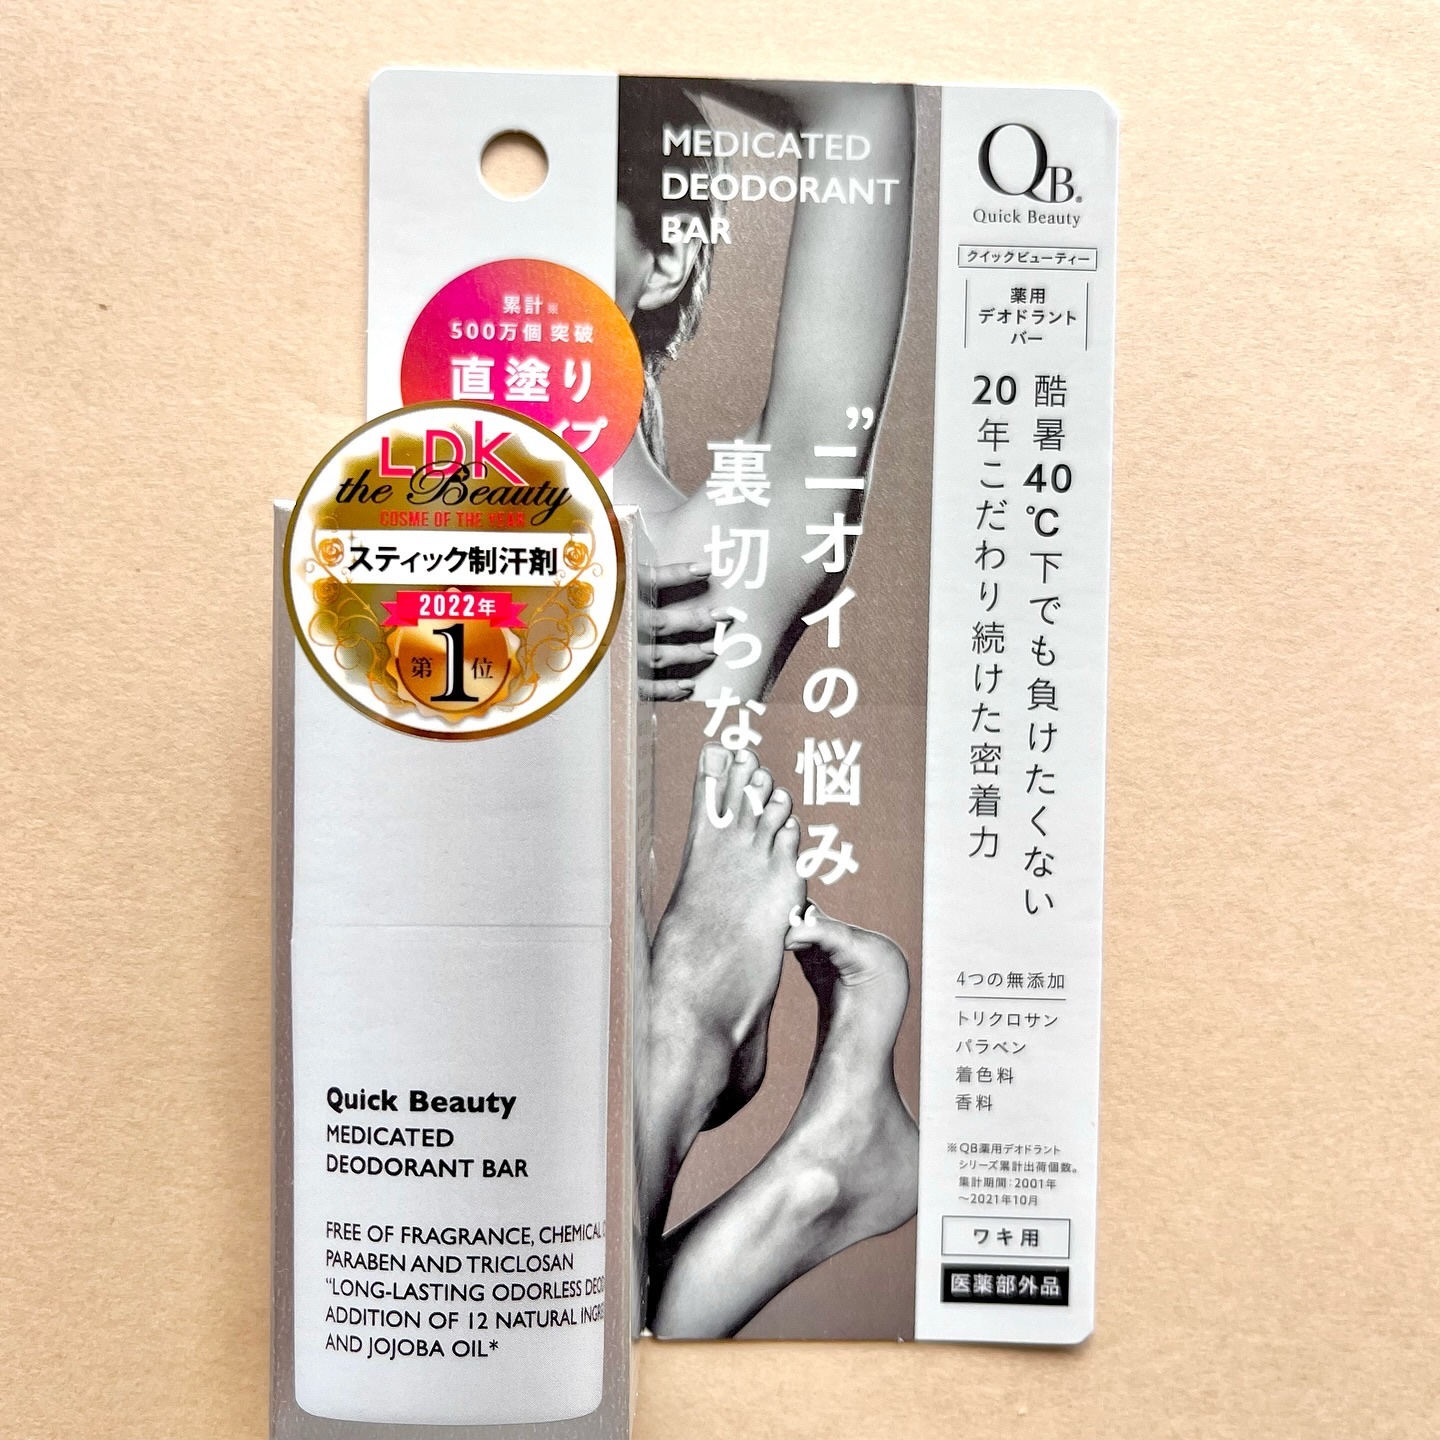 MEDICATED
DEODORANT
BAR
QB
Quick Beauty
クイックビューティー
薬用
デオドラント
バー
酷暑40℃下でも負けたくない
20年こだわり続けた密着力
"ニオイの悩み"
裏切らない
累計※
500万個突破
直塗り
イプ
LDK
the Beauty
COSME OF THE YEAR
スティック制汗剤
2022年
第1位
4つの無添加
トリクロサン
パラベン
着色料
香料
※QB薬用デオドラント
シリーズ累計出荷個数。
集計期間:2001年
~2021年10月
ワキ用
医薬部外品
Quick Beauty
MEDICATED
DEODORANT BAR
FREE OF FRAGRANCE, CHEMICAL
PARABEN AND TRICLOSAN
"LONG-LASTING ODORLESS DEO
ADDITION OF 12 NATURAL INGRE
AND JOJOBA OIL*